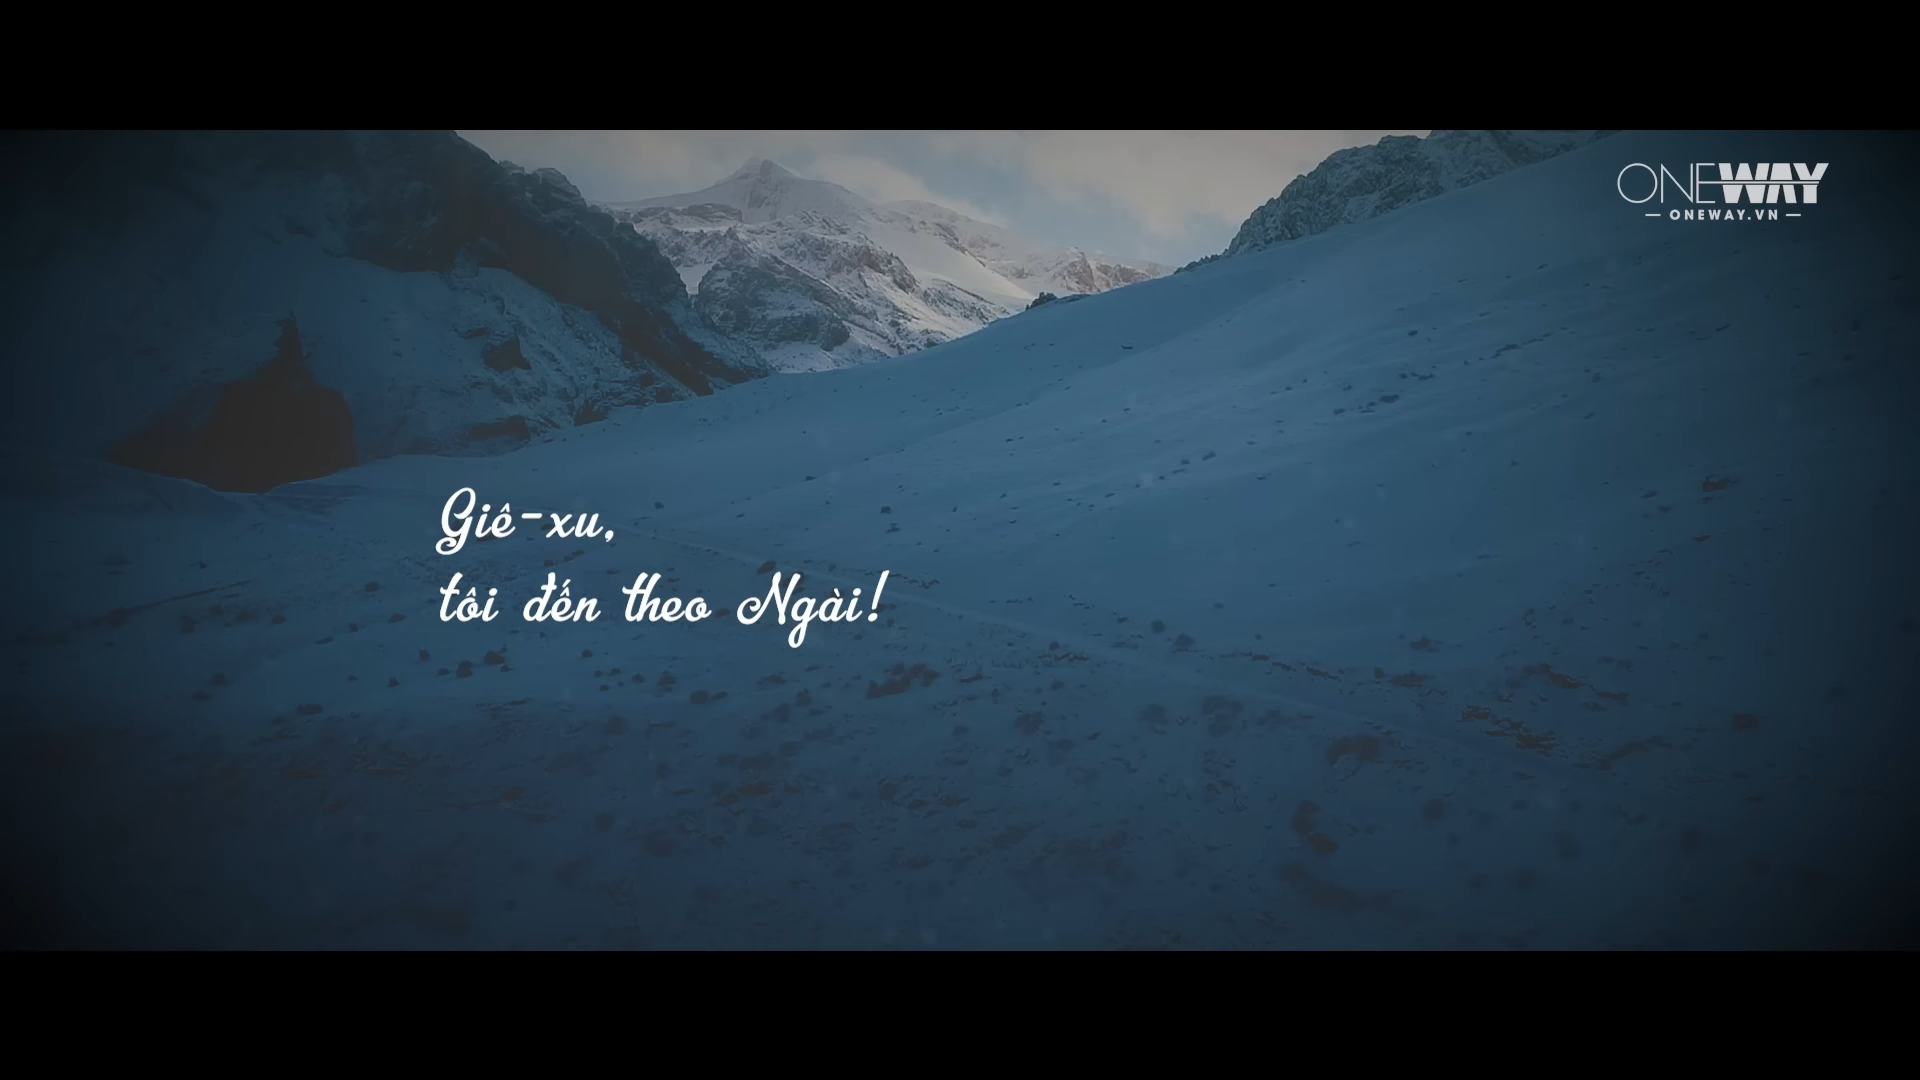 ONEWAY
— ONEWAY.VN —
Giê-xu,
tôi đến theo Ngài!